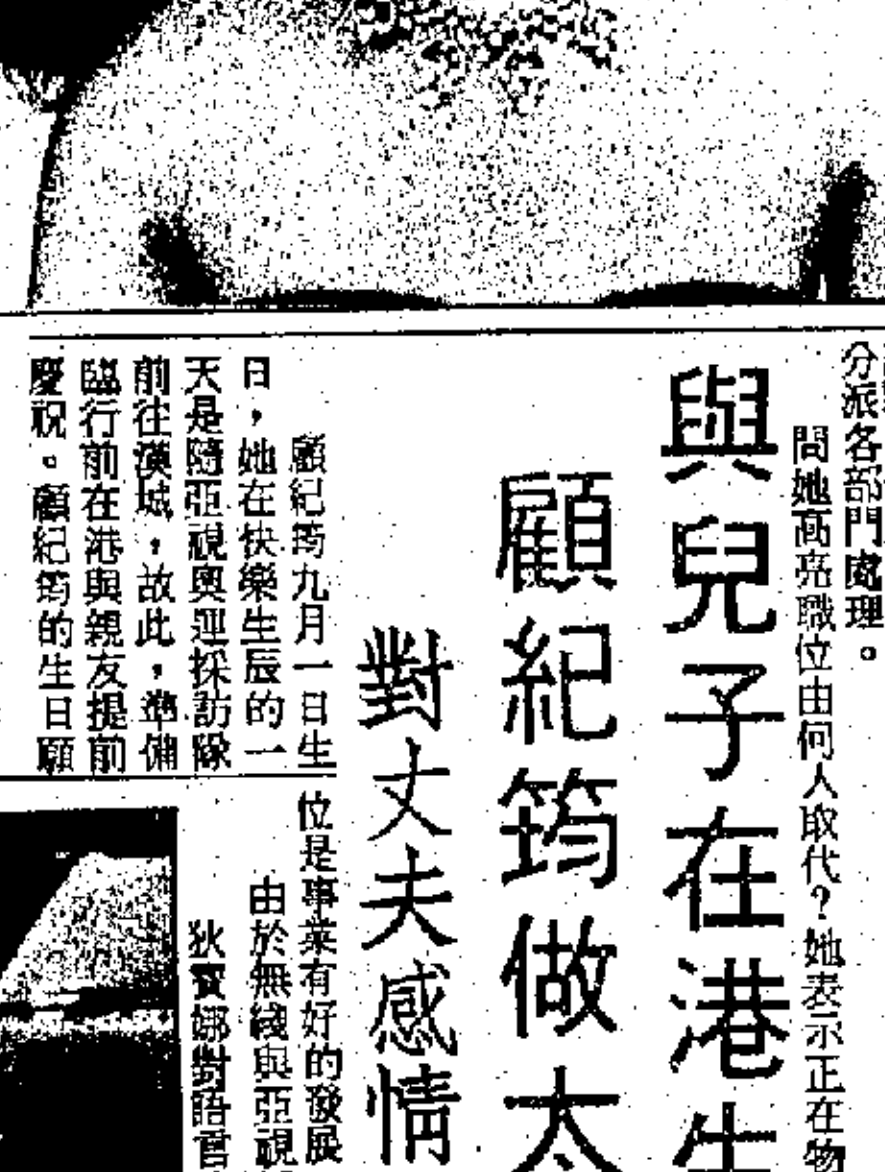 分派各部門處理。
問她高亮職位由何人取代？她表示正在物
與兒子在港生
顧紀筠做太
對丈夫感情
顧紀筠九月一日生
日，她在快樂生辰的一
天是隨亞視奧運採訪隊
前往漢城，故此，準備
臨行前在港與親友提前
慶祝。顧紀筠的生日願
位是事業有好的發展
由於無綫與亞視
狄寶娜對語言